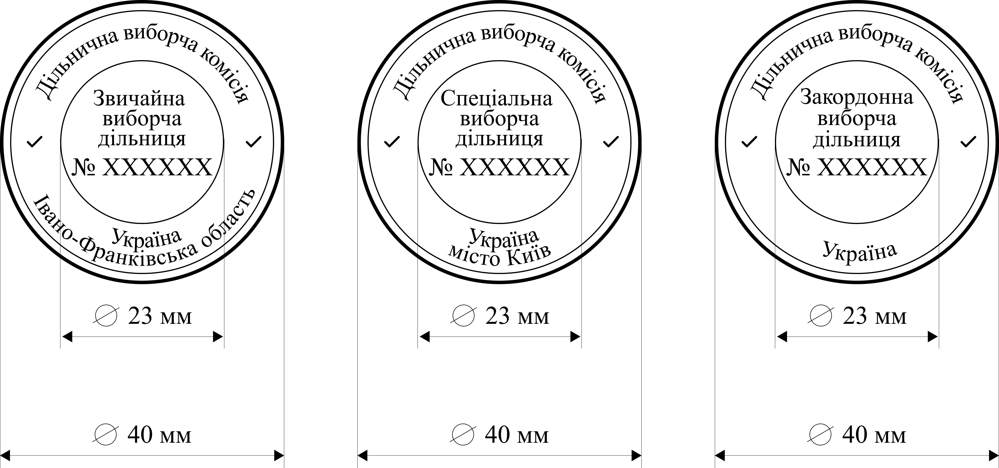 Дільнична виборча комісія
Звичайна
виборча
дільниця
№ XXXXXX
Україна
Івано-Франківська область
23 мм
40 мм
Дільнична виборча комісія
Спеціальна
виборча
дільниця
№ XXXXXX
Україна
місто Київ
23 мм
40 мм
Дільнична виборча комісія
Закордонна
виборча
дільниця
№ XXXXXX
Україна
23 мм
40 мм